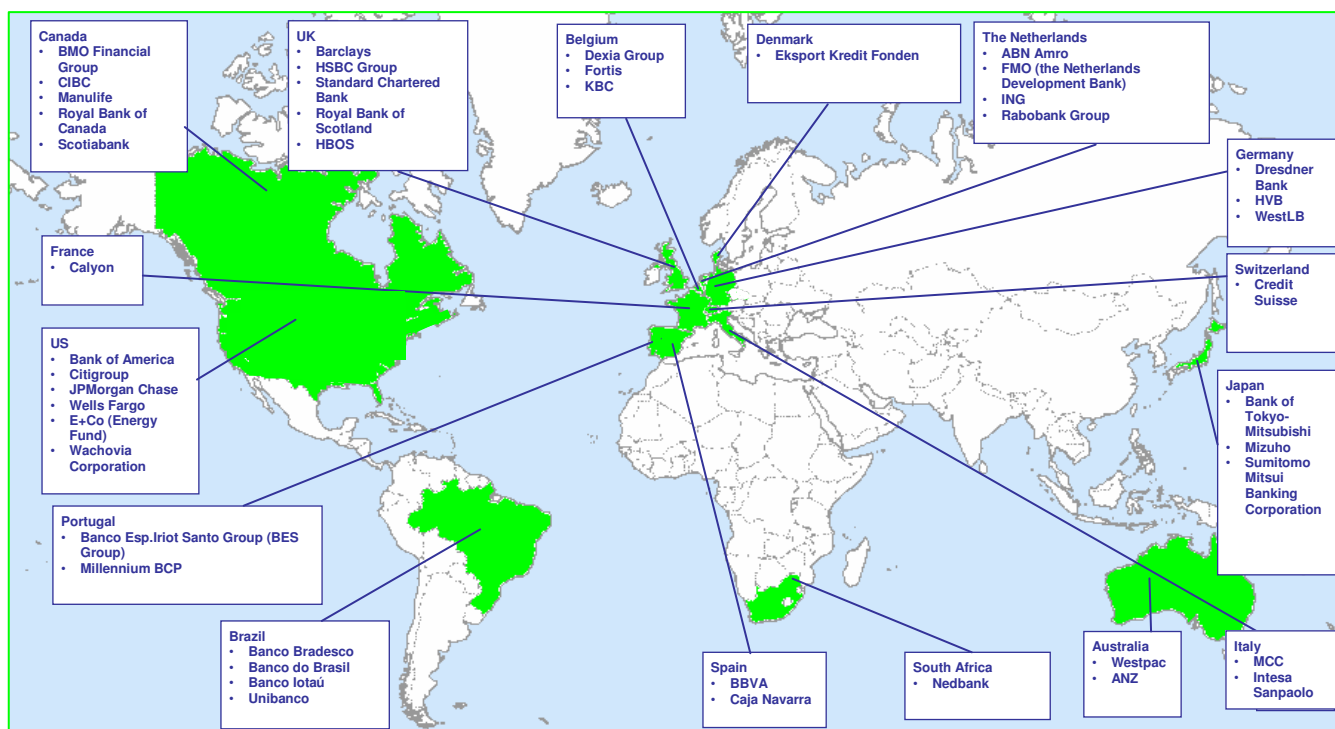 Canada
• BMO Financial
Group
• CIBC
• Manulife
• Royal Bank of
Canada
• Scotiabank
UK
• Barclays
• HSBC Group
• Standard Chartered
Bank
• Royal Bank of
Scotland
• HBOS
Belgium
• Dexia Group
• Fortis
• KBC
Denmark
• Eksport Kredit Fonden
The Netherlands
• ABN Amro
• FMO (the Netherlands
Development Bank)
• ING
• Rabobank Group
Germany
• Dresdner
Bank
• HVB
• WestLB
France
• Calyon
Switzerland
• Credit
Suisse
US
• Bank of America
• Citigroup
• JPMorgan Chase
• Wells Fargo
• E+Co (Energy
Fund)
• Wachovia
Corporation
Japan
• Bank of
Tokyo-
Mitsubishi
• Mizuho
• Sumitomo
Mitsui
Banking
Corporation
Portugal
• Banco Esp.Iriot Santo Group (BES
Group)
• Millennium BCP
Brazil
• Banco Bradesco
• Banco do Brasil
• Banco Iotaú
• Unibanco
Spain
• BBVA
• Caja Navarra
South Africa
• Nedbank
Australia
• Westpac
• ANZ
Italy
• MCC
• Intesa
Sanpaolo